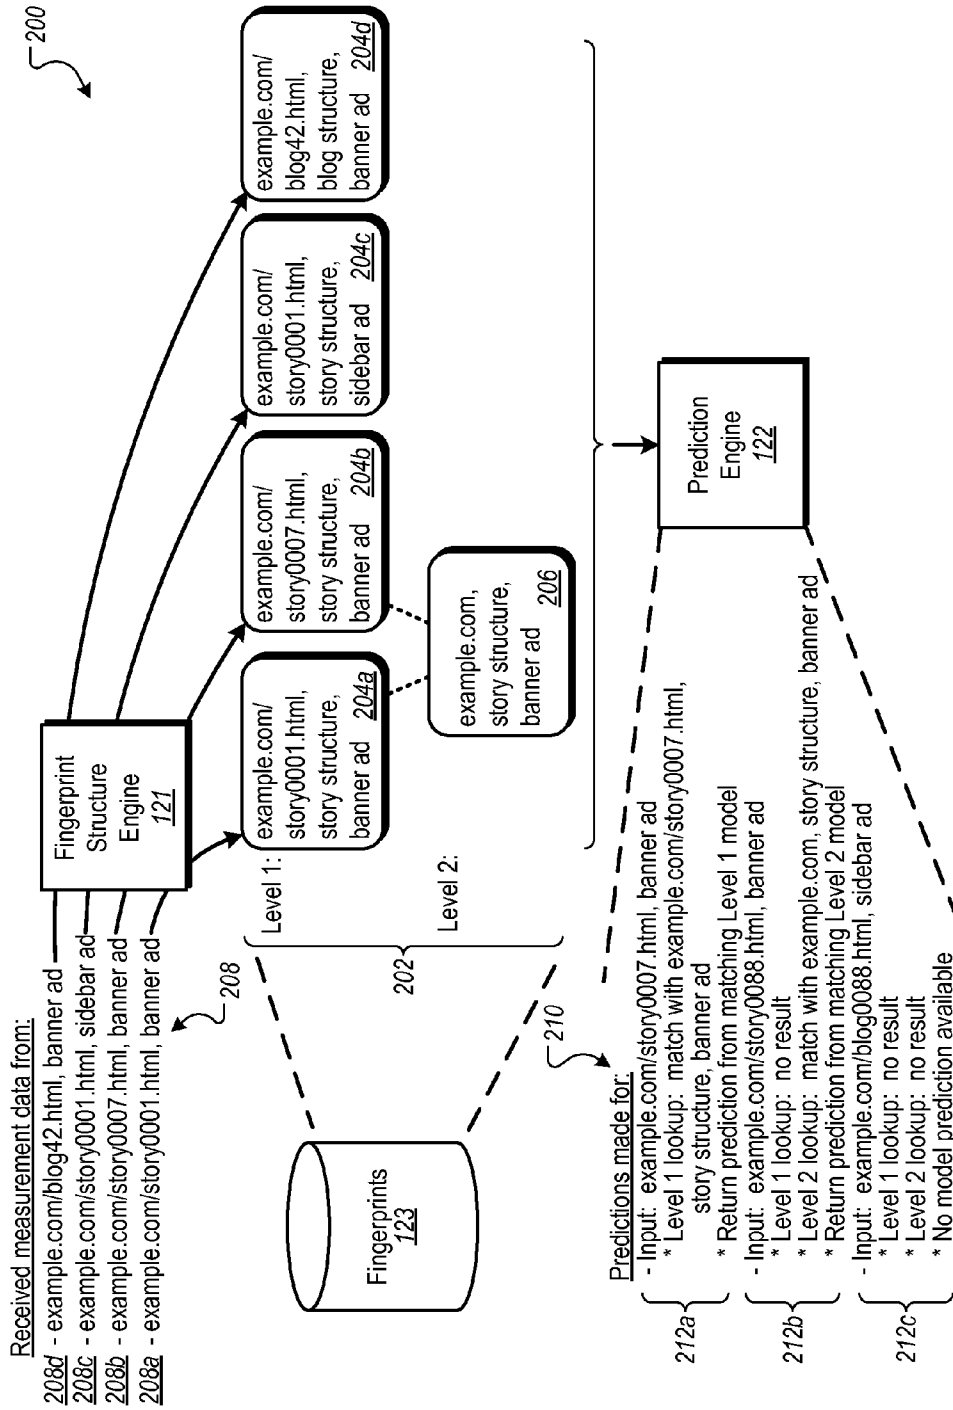 200
Received measurement data from:
208d - example.com/blog42.html, banner ad
208c - example.com/story0001.html, sidebar ad
208b - example.com/story0007.html, banner ad
208a - example.com/story0001.html, banner ad
208
Fingerprint
Structure
Engine
121
Level 1:
example.com/
story0001.html,
story structure,
banner ad 204a
example.com/
story0007.html,
story structure,
banner ad 204b
example.com/
story0001.html,
story structure,
sidebar ad 204c
example.com/
blog42.html,
blog structure,
banner ad 204d
Level 2:
example.com,
story structure,
banner ad
206
202
Fingerprints
123
210
Prediction
Engine
122
Predictions made for:
212a
- Input: example.com/story0007.html, banner ad
* Level 1 lookup: match with example.com/story0007.html,
story structure, banner ad
* Return prediction from matching Level 1 model
212b
- Input: example.com/story0088.html, banner ad
* Level 1 lookup: no result
* Level 2 lookup: match with example.com, story structure, banner ad
* Return prediction from matching Level 2 model
212c
- Input: example.com/blog0088.html, sidebar ad
* Level 1 lookup: no result
* Level 2 lookup: no result
* No model prediction available